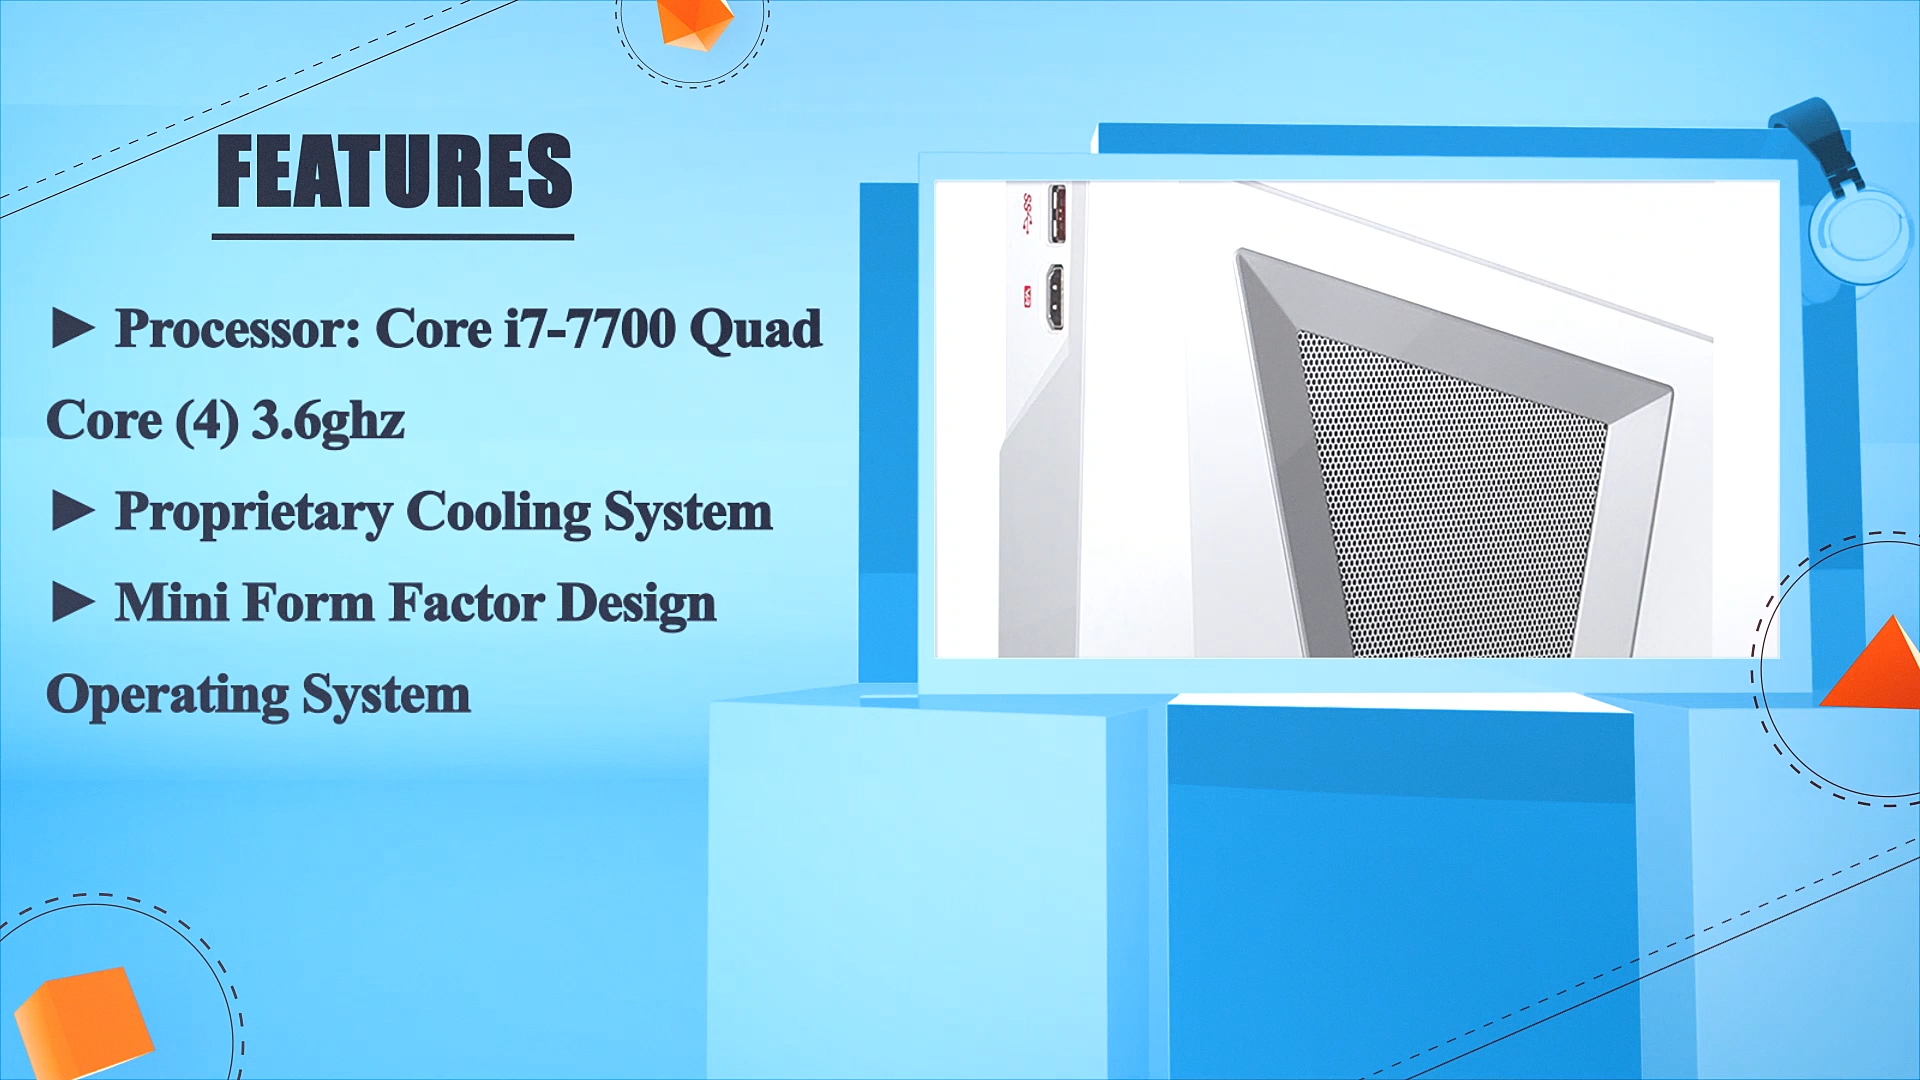 FEATURES
► Processor: Core i7-7700 Quad
Core (4) 3.6ghz
► Proprietary Cooling System
► Mini Form Factor Design
Operating System